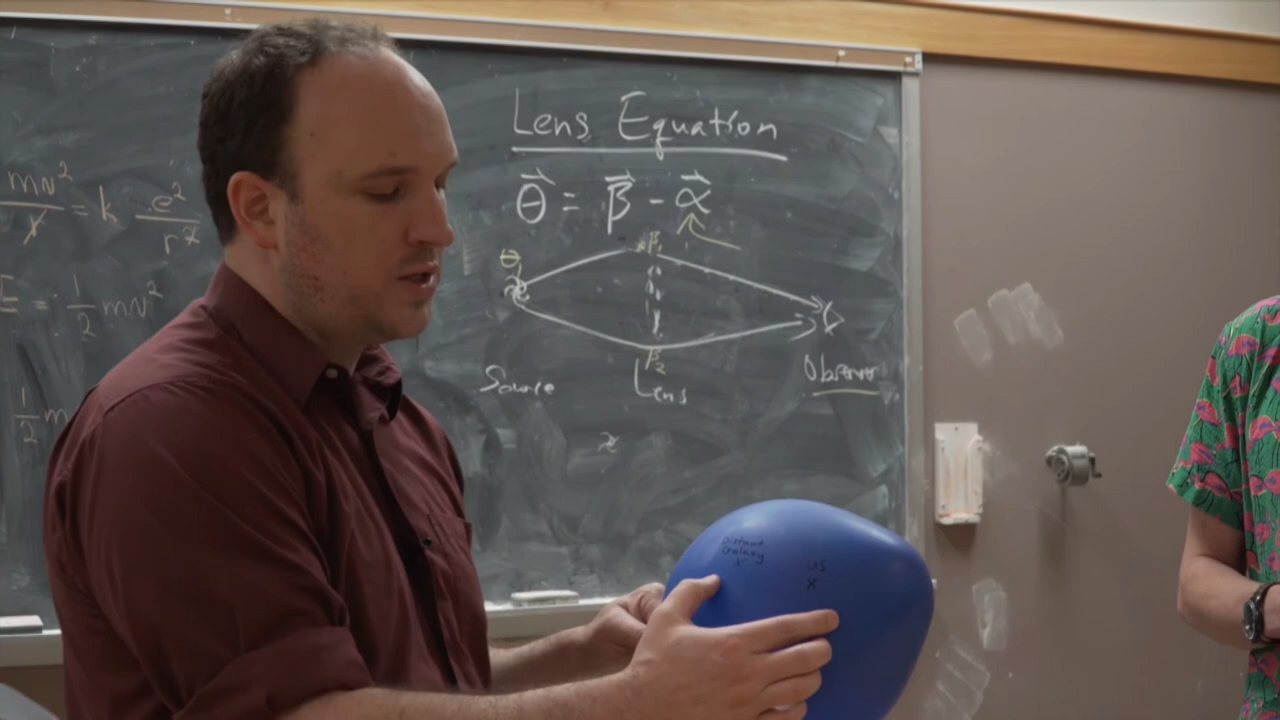 mv² / r = k e² / r²
E = 1/2 mv²
1/2 m
Lens Equation
θ⃗ = β⃗ - α⃗
θ
β₁
β₂
Source
Lens
Observer
Distant
Galaxy
x
US
x